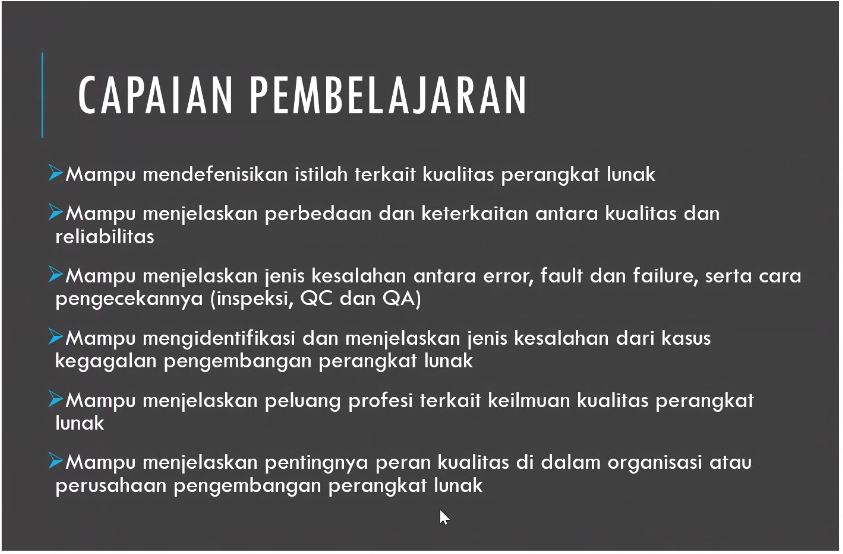 CAPAIAN PEMBELAJARAN
Mampu mendefenisikan istilah terkait kualitas perangkat lunak
Mampu menjelaskan perbedaan dan keterkaitan antara kualitas dan
reliabilitas
Mampu menjelaskan jenis kesalahan antara error, fault dan failure, serta cara
pengecekannya (inspeksi, QC dan QA)
Mampu mengidentifikasi dan menjelaskan jenis kesalahan dari kasus
kegagalan pengembangan perangkat lunak
Mampu menjelaskan peluang profesi terkait keilmuan kualitas perangkat
lunak
Mampu menjelaskan pentingnya peran kualitas di dalam organisasi atau
perusahaan pengembangan perangkat lunak